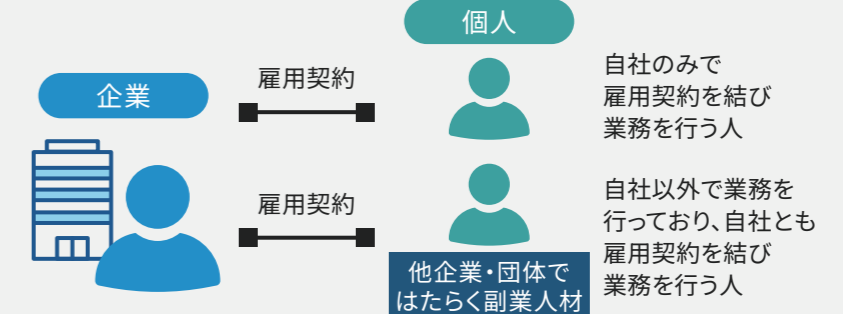 個人
企業
雇用契約
自社のみで
雇用契約を結び
業務を行う人
雇用契約
自社以外で業務を
行っており、自社とも
雇用契約を結び
業務を行う人
他企業・団体で
はたらく副業人材